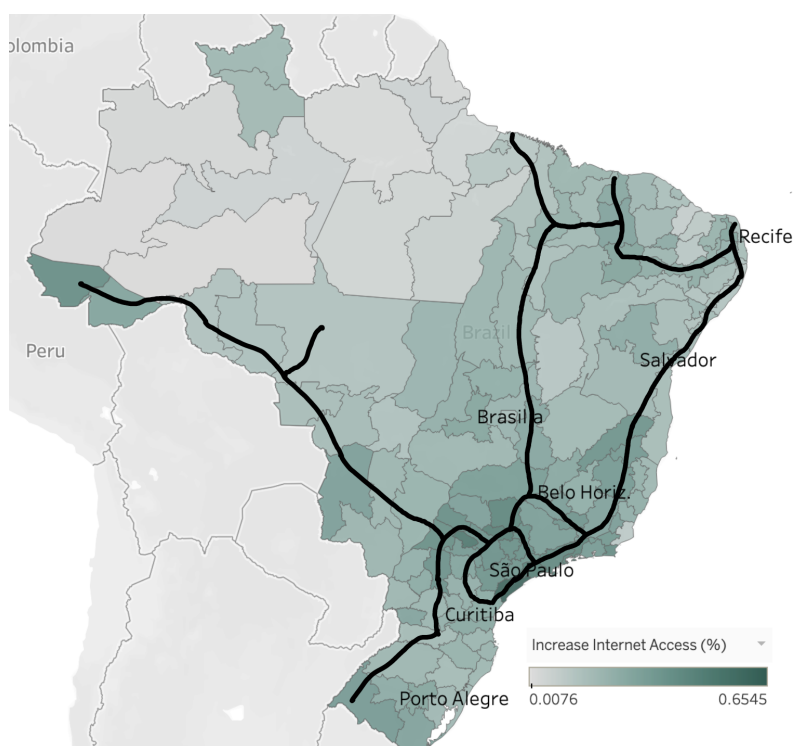 olombia
Recife
Brazil
Peru
Salvador
Brasilia
Belo Horiz.
São Paulo
Curitiba
Increase Internet Access (%)
Porto Alegre
0.0076
0.6545